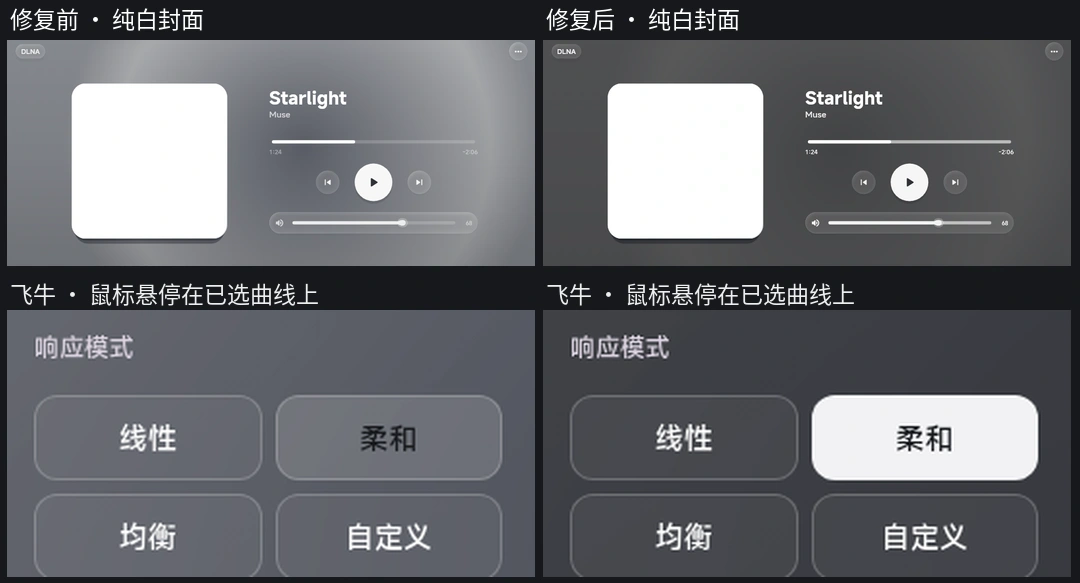 修复前 • 纯白封面
DLNA
Starlight
Muse
1:24
-2:06
68
修复后 • 纯白封面
DLNA
Starlight
Muse
1:24
-2:06
68
飞牛 • 鼠标悬停在已选曲线上
响应模式
线性
柔和
均衡
自定义
飞牛 • 鼠标悬停在已选曲线上
响应模式
线性
柔和
均衡
自定义